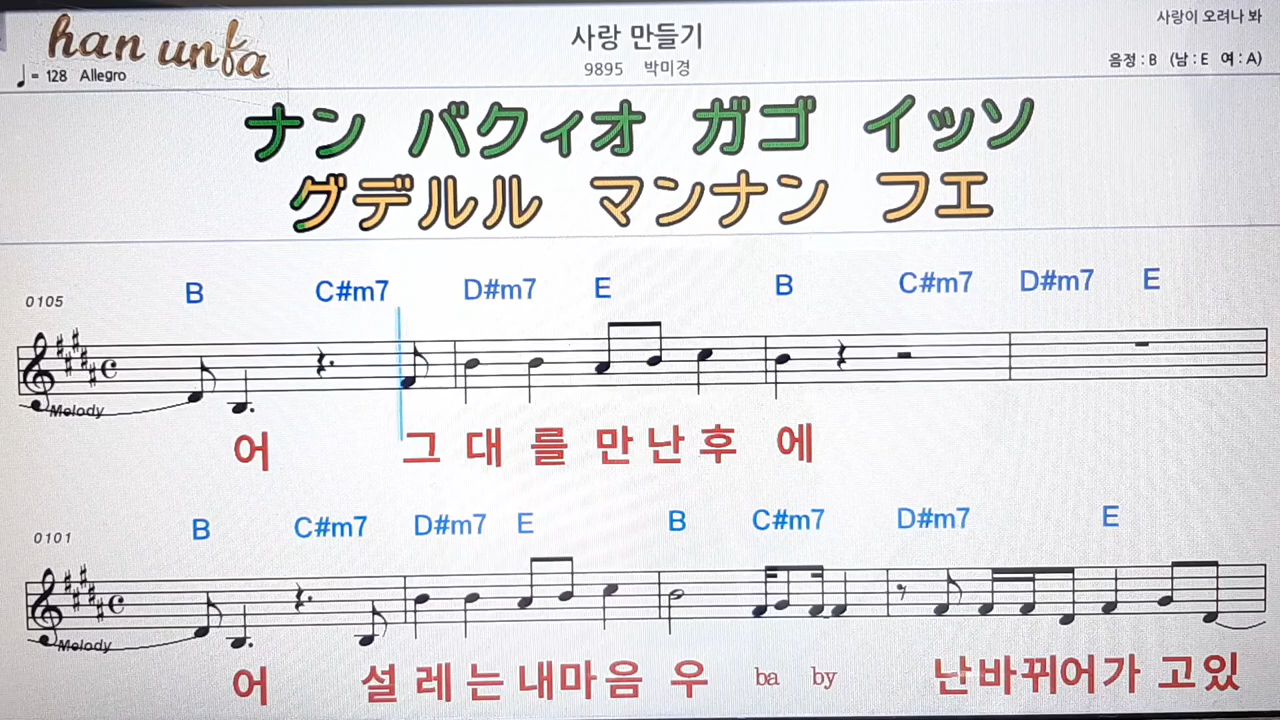 han unfa
사랑 만들기
사랑이 오려나 봐
♩= 128 Allegro
9895 박미경
음정 : B (남 : E 여 : A)
ナン バクィオ ガゴ イッソ
グデルル マンナン フエ
0105
B C#m7 D#m7 E B C#m7 D#m7 E
Melody
어 그 대 를 만 난 후 에
0101
B C#m7 D#m7 E B C#m7 D#m7 E
Melody
어 설 레 는 내 마 음 우 ba by 난 바 뀌 어 가 고 있